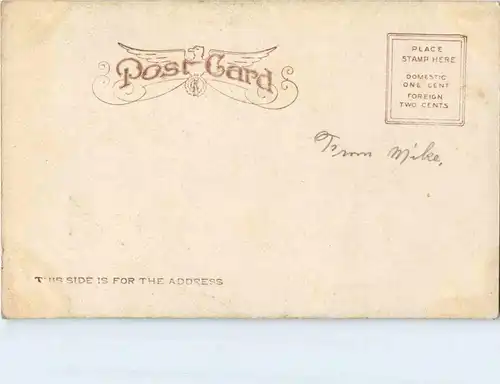 Post Card
PLACE
STAMP HERE
DOMESTIC
ONE CENT
FOREIGN
TWO CENTS
From Mike,
THIS SIDE IS FOR THE ADDRESS